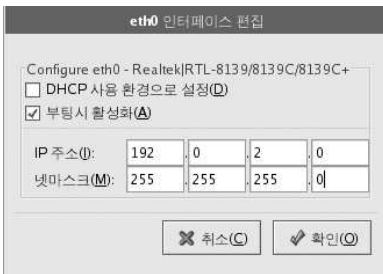 eth0 인터페이스 편집
Configure eth0 - Realtek|RTL-8139/8139C/8139C+
DHCP 사용 환경으로 설정(D)
부팅시 활성화(A)
IP 주소(I): 192 . 0 . 2 . 0
넷마스크(M): 255 . 255 . 255 . 0
취소(C) 확인(O)